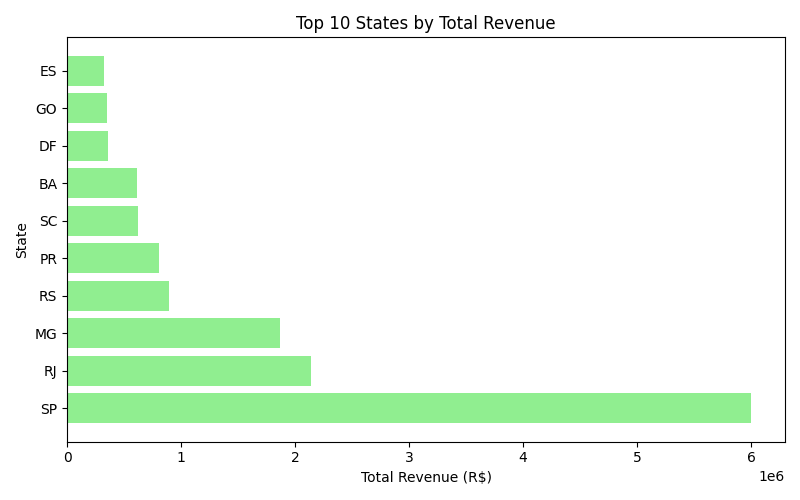 Top 10 States by Total Revenue
ES
GO
DF
BA
SC
PR
RS
MG
RJ
SP
State
0 1 2 3 4 5 6
1e6
Total Revenue (R$)